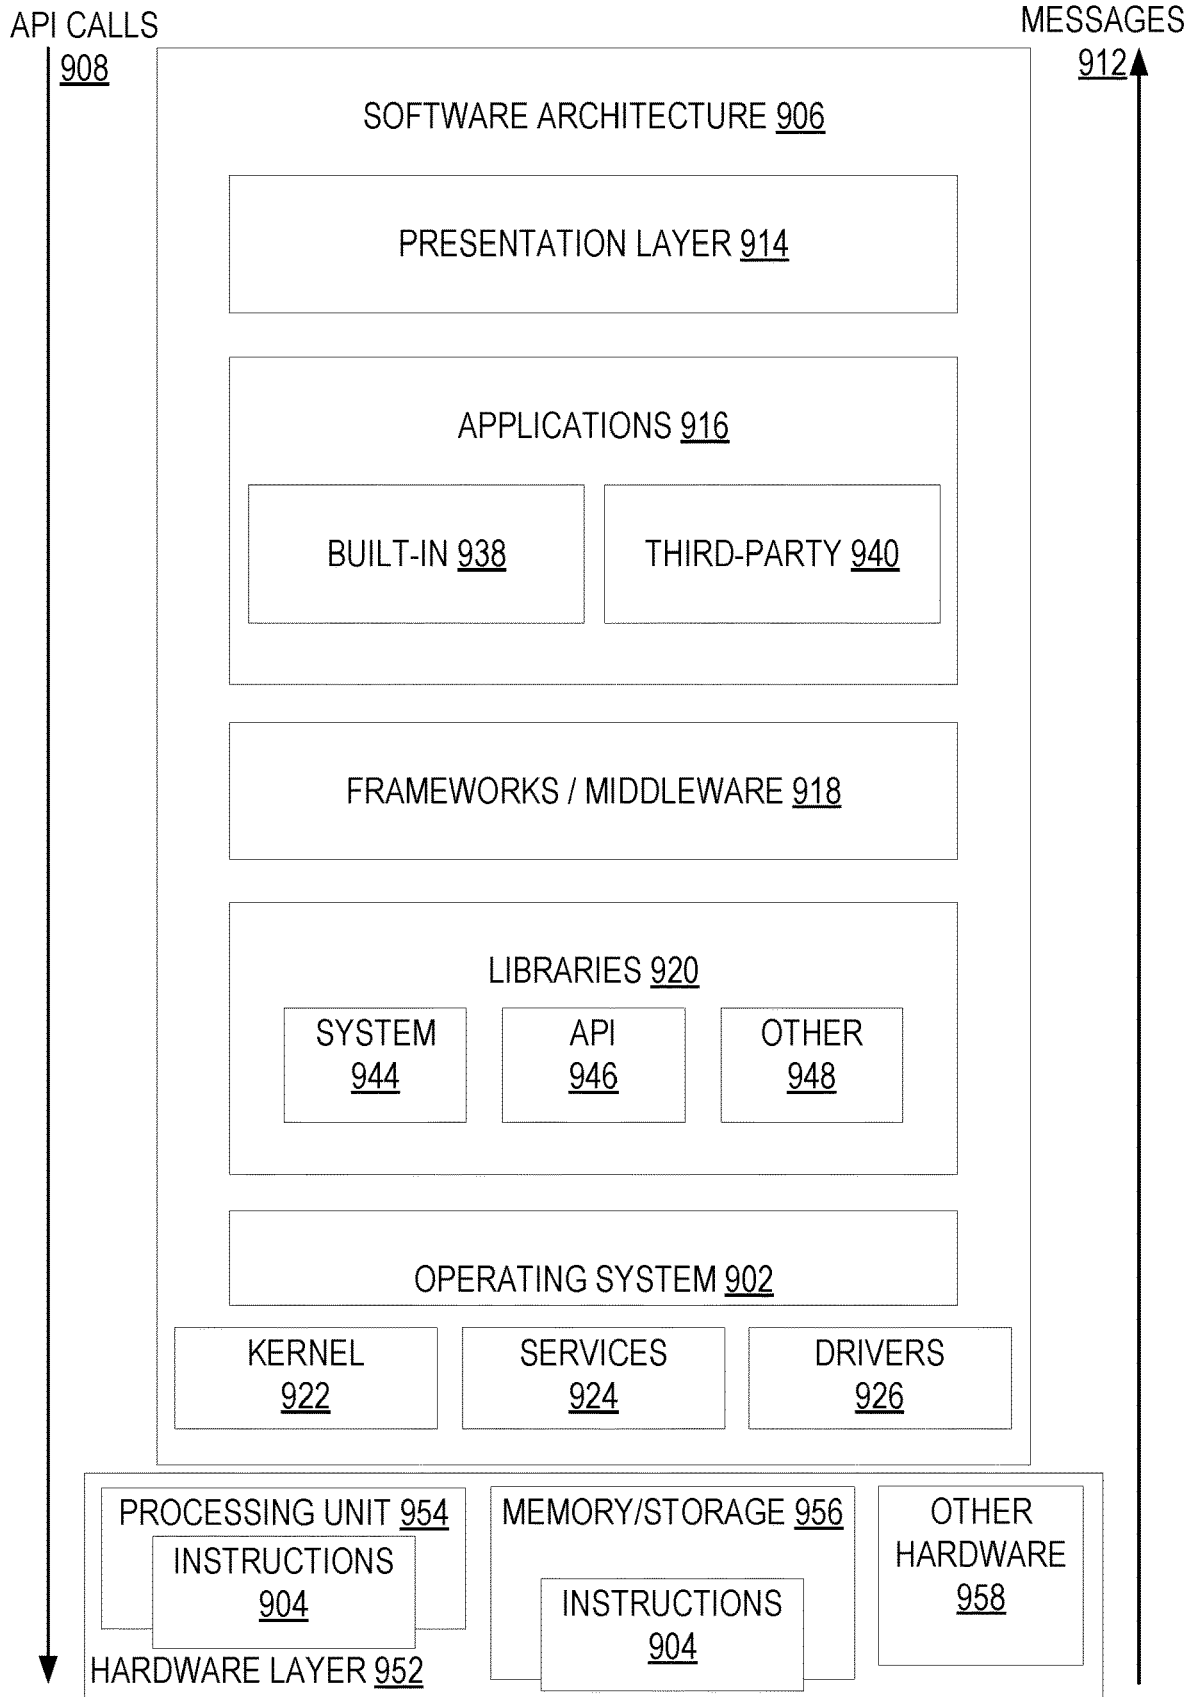 API CALLS
908
MESSAGES
912
SOFTWARE ARCHITECTURE 906
PRESENTATION LAYER 914
APPLICATIONS 916
BUILT-IN 938
THIRD-PARTY 940
FRAMEWORKS / MIDDLEWARE 918
LIBRARIES 920
SYSTEM
944
API
946
OTHER
948
OPERATING SYSTEM 902
KERNEL
922
SERVICES
924
DRIVERS
926
PROCESSING UNIT 954
INSTRUCTIONS
904
MEMORY/STORAGE 956
INSTRUCTIONS
904
OTHER
HARDWARE
958
HARDWARE LAYER 952